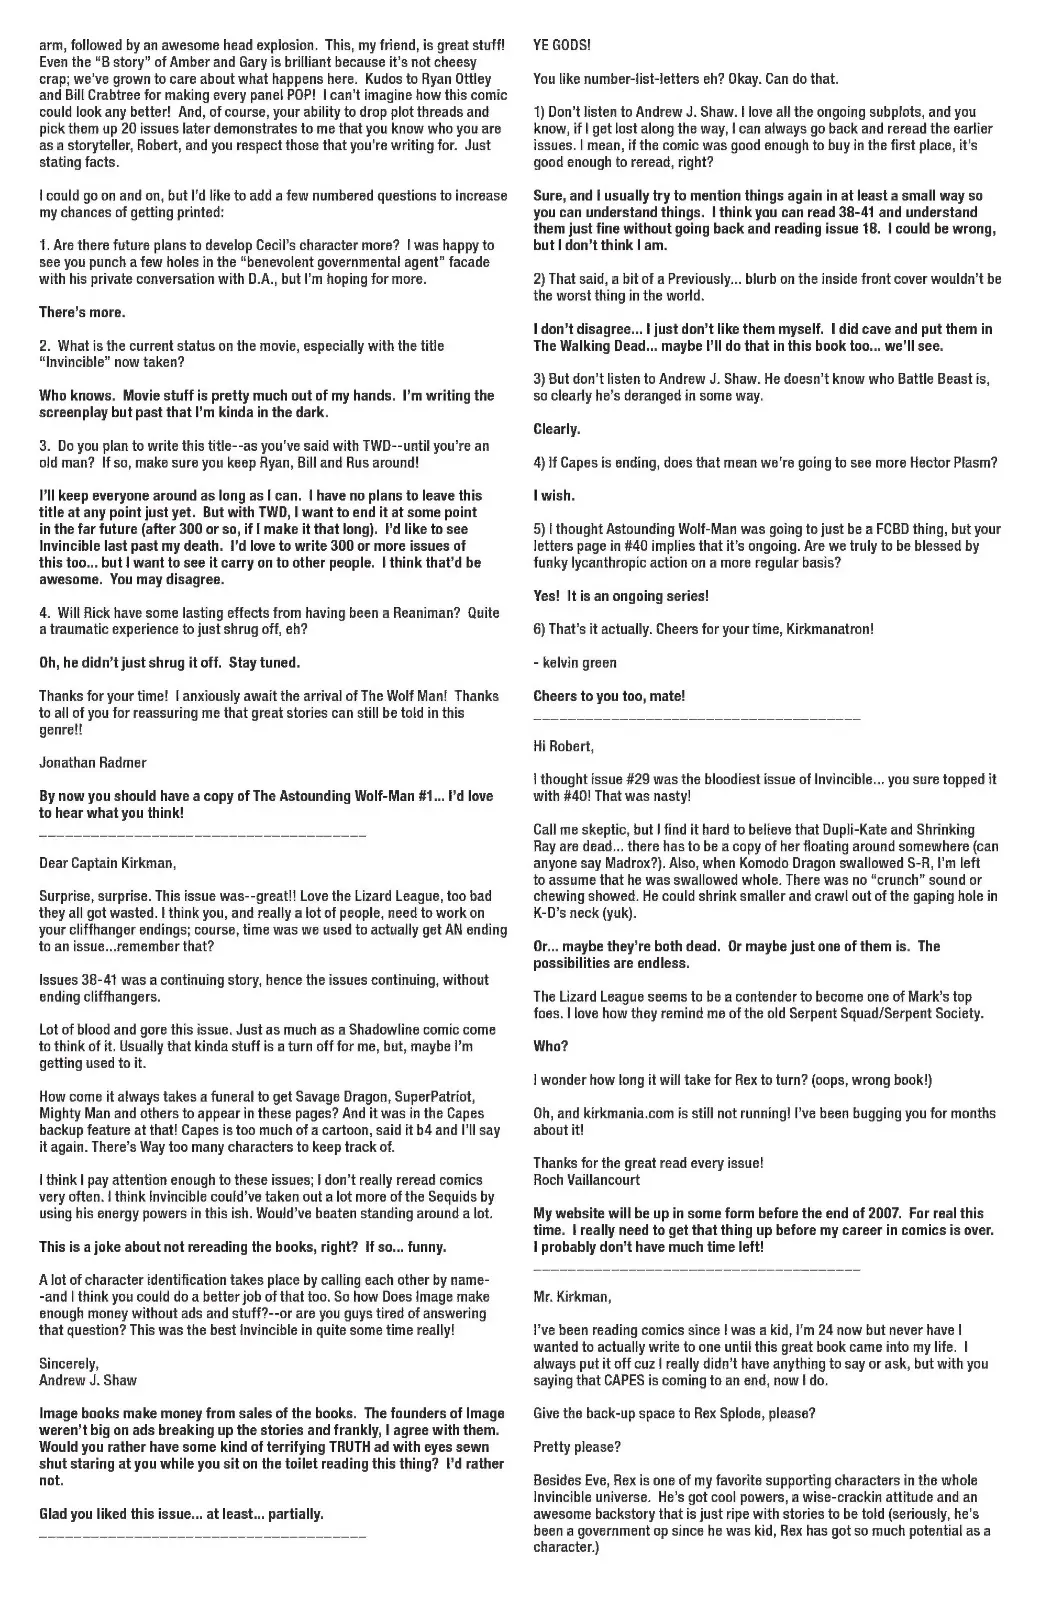 arm, followed by an awesome head explosion.  This, my friend, is great stuff!
Even the “B story” of Amber and Gary is brilliant because it’s not cheesy
crap; we’ve grown to care about what happens here.  Kudos to Ryan Ottley
and Bill Crabtree for making every panel POP!  I can’t imagine how this comic
could look any better!  And, of course, your ability to drop plot threads and
pick them up 20 issues later demonstrates to me that you know who you are
as a storyteller, Robert, and you respect those that you’re writing for.  Just
stating facts.
I could go on and on, but I’d like to add a few numbered questions to increase
my chances of getting printed:
1. Are there future plans to develop Cecil’s character more?  I was happy to
see you punch a few holes in the “benevolent governmental agent” facade
with his private conversation with D.A., but I’m hoping for more.
There’s more.
2.  What is the current status on the movie, especially with the title
“Invincible” now taken?
Who knows.  Movie stuff is pretty much out of my hands.  I’m writing the
screenplay but past that I’m kinda in the dark.
3.  Do you plan to write this title--as you’ve said with TWD--until you’re an
old man?  If so, make sure you keep Ryan, Bill and Rus around!
I’ll keep everyone around as long as I can.  I have no plans to leave this
title at any point just yet.  But with TWD, I want to end it at some point
in the far future (after 300 or so, if I make it that long).  I’d like to see
Invincible last past my death.  I’d love to write 300 or more issues of
this too... but I want to see it carry on to other people.  I think that’d be
awesome.  You may disagree.
4.  Will Rick have some lasting effects from having been a Reaniman?  Quite
a traumatic experience to just shrug off, eh?
Oh, he didn’t just shrug it off.  Stay tuned.
Thanks for your time!  I anxiously await the arrival of The Wolf Man!  Thanks
to all of you for reassuring me that great stories can still be told in this
genre!!
Jonathan Radmer
By now you should have a copy of The Astounding Wolf-Man #1... I’d love
to hear what you think!
______________________________________
Dear Captain Kirkman,
Surprise, surprise. This issue was--great!! Love the Lizard League, too bad
they all got wasted. I think you, and really a lot of people, need to work on
your cliffhanger endings; course, time was we used to actually get AN ending
to an issue...remember that?
Issues 38-41 was a continuing story, hence the issues continuing, without
ending cliffhangers.
Lot of blood and gore this issue. Just as much as a Shadowline comic come
to think of it. Usually that kinda stuff is a turn off for me, but, maybe I’m
getting used to it.
How come it always takes a funeral to get Savage Dragon, SuperPatriot,
Mighty Man and others to appear in these pages? And it was in the Capes
backup feature at that! Capes is too much of a cartoon, said it b4 and I’ll say
it again. There’s Way too many characters to keep track of.
I think I pay attention enough to these issues; I don’t really reread comics
very often. I think Invincible could’ve taken out a lot more of the Sequids by
using his energy powers in this ish. Would’ve beaten standing around a lot.
This is a joke about not rereading the books, right?  If so... funny.
A lot of character identification takes place by calling each other by name-
-and I think you could do a better job of that too. So how Does Image make
enough money without ads and stuff?--or are you guys tired of answering
that question? This was the best Invincible in quite some time really!
Sincerely,
Andrew J. Shaw
Image books make money from sales of the books.  The founders of Image
weren’t big on ads breaking up the stories and frankly, I agree with them.
Would you rather have some kind of terrifying TRUTH ad with eyes sewn
shut staring at you while you sit on the toilet reading this thing?  I’d rather
not.
Glad you liked this issue... at least... partially.
______________________________________
YE GODS!
You like number-list-letters eh? Okay. Can do that.
1) Don’t listen to Andrew J. Shaw. I love all the ongoing subplots, and you
know, if I get lost along the way, I can always go back and reread the earlier
issues. I mean, if the comic was good enough to buy in the first place, it’s
good enough to reread, right?
Sure, and I usually try to mention things again in at least a small way so
you can understand things.  I think you can read 38-41 and understand
them just fine without going back and reading issue 18.  I could be wrong,
but I don’t think I am.
2) That said, a bit of a Previously... blurb on the inside front cover wouldn’t be
the worst thing in the world.
I don’t disagree... I just don’t like them myself.  I did cave and put them in
The Walking Dead... maybe I’ll do that in this book too... we’ll see.
3) But don’t listen to Andrew J. Shaw. He doesn’t know who Battle Beast is,
so clearly he’s deranged in some way.
Clearly.
4) If Capes is ending, does that mean we’re going to see more Hector Plasm?
I wish.
5) I thought Astounding Wolf-Man was going to just be a FCBD thing, but your
letters page in #40 implies that it’s ongoing. Are we truly to be blessed by
funky lycanthropic action on a more regular basis?
Yes!  It is an ongoing series!
6) That’s it actually. Cheers for your time, Kirkmanatron!
- kelvin green
Cheers to you too, mate!
______________________________________
Hi Robert,
I thought issue #29 was the bloodiest issue of Invincible... you sure topped it
with #40! That was nasty!
Call me skeptic, but I find it hard to believe that Dupli-Kate and Shrinking
Ray are dead... there has to be a copy of her floating around somewhere (can
anyone say Madrox?). Also, when Komodo Dragon swallowed S-R, I’m left
to assume that he was swallowed whole. There was no “crunch” sound or
chewing showed. He could shrink smaller and crawl out of the gaping hole in
K-D’s neck (yuk).
Or... maybe they’re both dead.  Or maybe just one of them is.  The
possibilities are endless.
The Lizard League seems to be a contender to become one of Mark’s top
foes. I love how they remind me of the old Serpent Squad/Serpent Society.
Who?
I wonder how long it will take for Rex to turn? (oops, wrong book!)
Oh, and kirkmania.com is still not running! I’ve been bugging you for months
about it!
Thanks for the great read every issue!
Roch Vaillancourt
My website will be up in some form before the end of 2007.  For real this
time.  I really need to get that thing up before my career in comics is over.
I probably don’t have much time left!
______________________________________
Mr. Kirkman,
I’ve been reading comics since I was a kid, I’m 24 now but never have I
wanted to actually write to one until this great book came into my life.  I
always put it off cuz I really didn’t have anything to say or ask, but with you
saying that CAPES is coming to an end, now I do.
Give the back-up space to Rex Splode, please?
Pretty please?
Besides Eve, Rex is one of my favorite supporting characters in the whole
Invincible universe.  He’s got cool powers, a wise-crackin attitude and an
awesome backstory that is just ripe with stories to be told (seriously, he’s
been a government op since he was kid, Rex has got so much potential as a
character.)